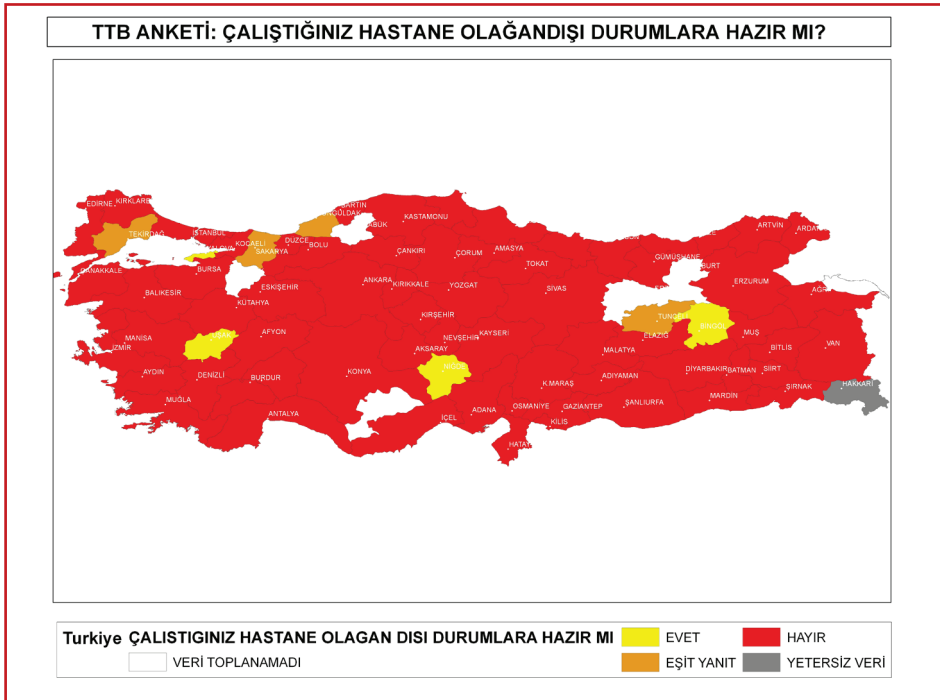 TTB ANKETİ: ÇALIŞTIĞINIZ HASTANE OLAĞANDIŞI DURUMLARA HAZIR MI?
EDİRNE
KIRKLARE
TEKİRDAĞ
İSTANBUL
KOCAELİ
SAKARYA
DÜZCE
BOLU
KASTAMONU
ÇANKIRI
ÇORUM
AMASYA
TOKAT
GÜMÜŞHANE
ARTVİN
ERZURUM
ÇANAKKALE
BURSA
BALIKESİR
ESKİŞEHİR
KÜTAHYA
ANKARA
KIRIKKALE
YOZGAT
SİVAS
KIRŞEHİR
NEVŞEHİR
KAYSERİ
AKSARAY
NİĞDE
MANİSA
İZMİR
AFYON
AYDIN
DENİZLİ
BURDUR
KONYA
MUĞLA
ANTALYA
İÇEL
ADANA
OSMANİYE
GAZİANTEP
KİLİS
HATAY
K.MARAŞ
MALATYA
ADIYAMAN
ŞANLIURFA
ELAZIĞ
BİNGÖL
MUŞ
BİTLİS
VAN
DİYARBAKIR
BATMAN
SİİRT
MARDİN
ŞIRNAK
HAKKARİ
Turkiye ÇALISTIGINIZ HASTANE OLAGAN DISI DURUMLARA HAZIR MI
EVET
HAYIR
VERİ TOPLANAMADI
EŞİT YANIT
YETERSİZ VERİ